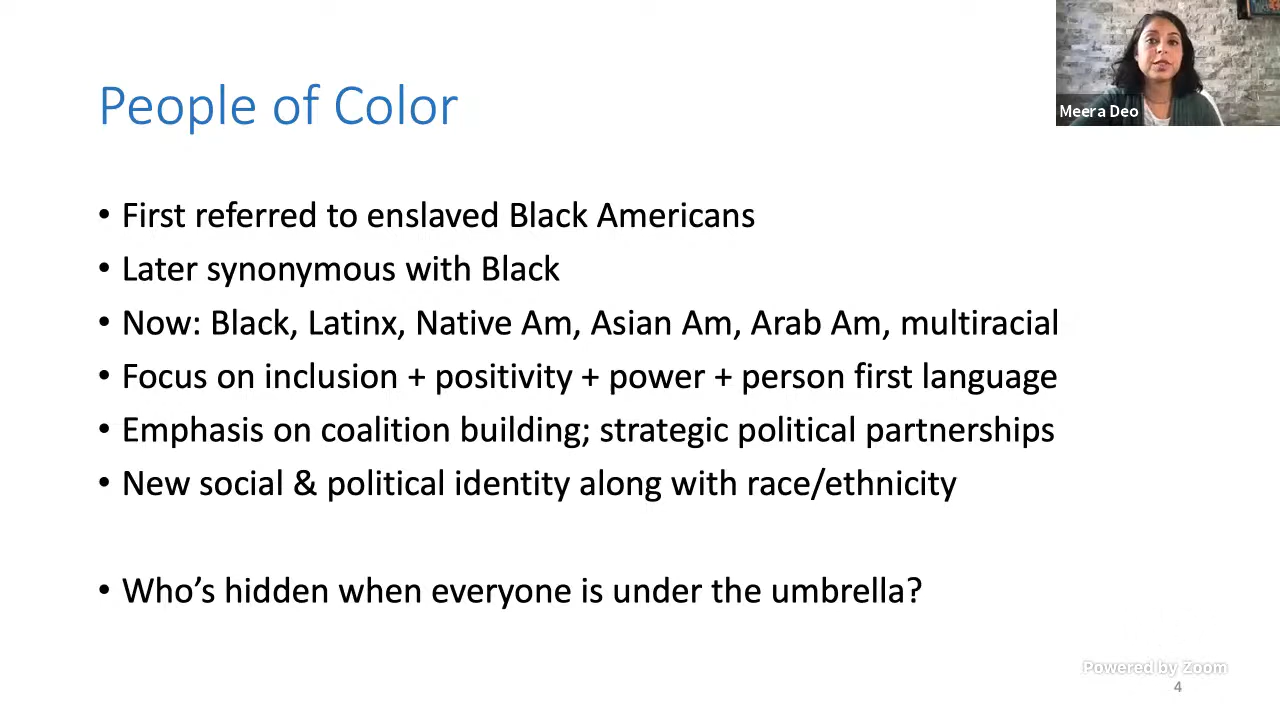 People of Color
Meera Deo
• First referred to enslaved Black Americans
• Later synonymous with Black
• Now: Black, Latinx, Native Am, Asian Am, Arab Am, multiracial
• Focus on inclusion + positivity + power + person first language
• Emphasis on coalition building; strategic political partnerships
• New social & political identity along with race/ethnicity
• Who’s hidden when everyone is under the umbrella?
Powered by Zoom
4